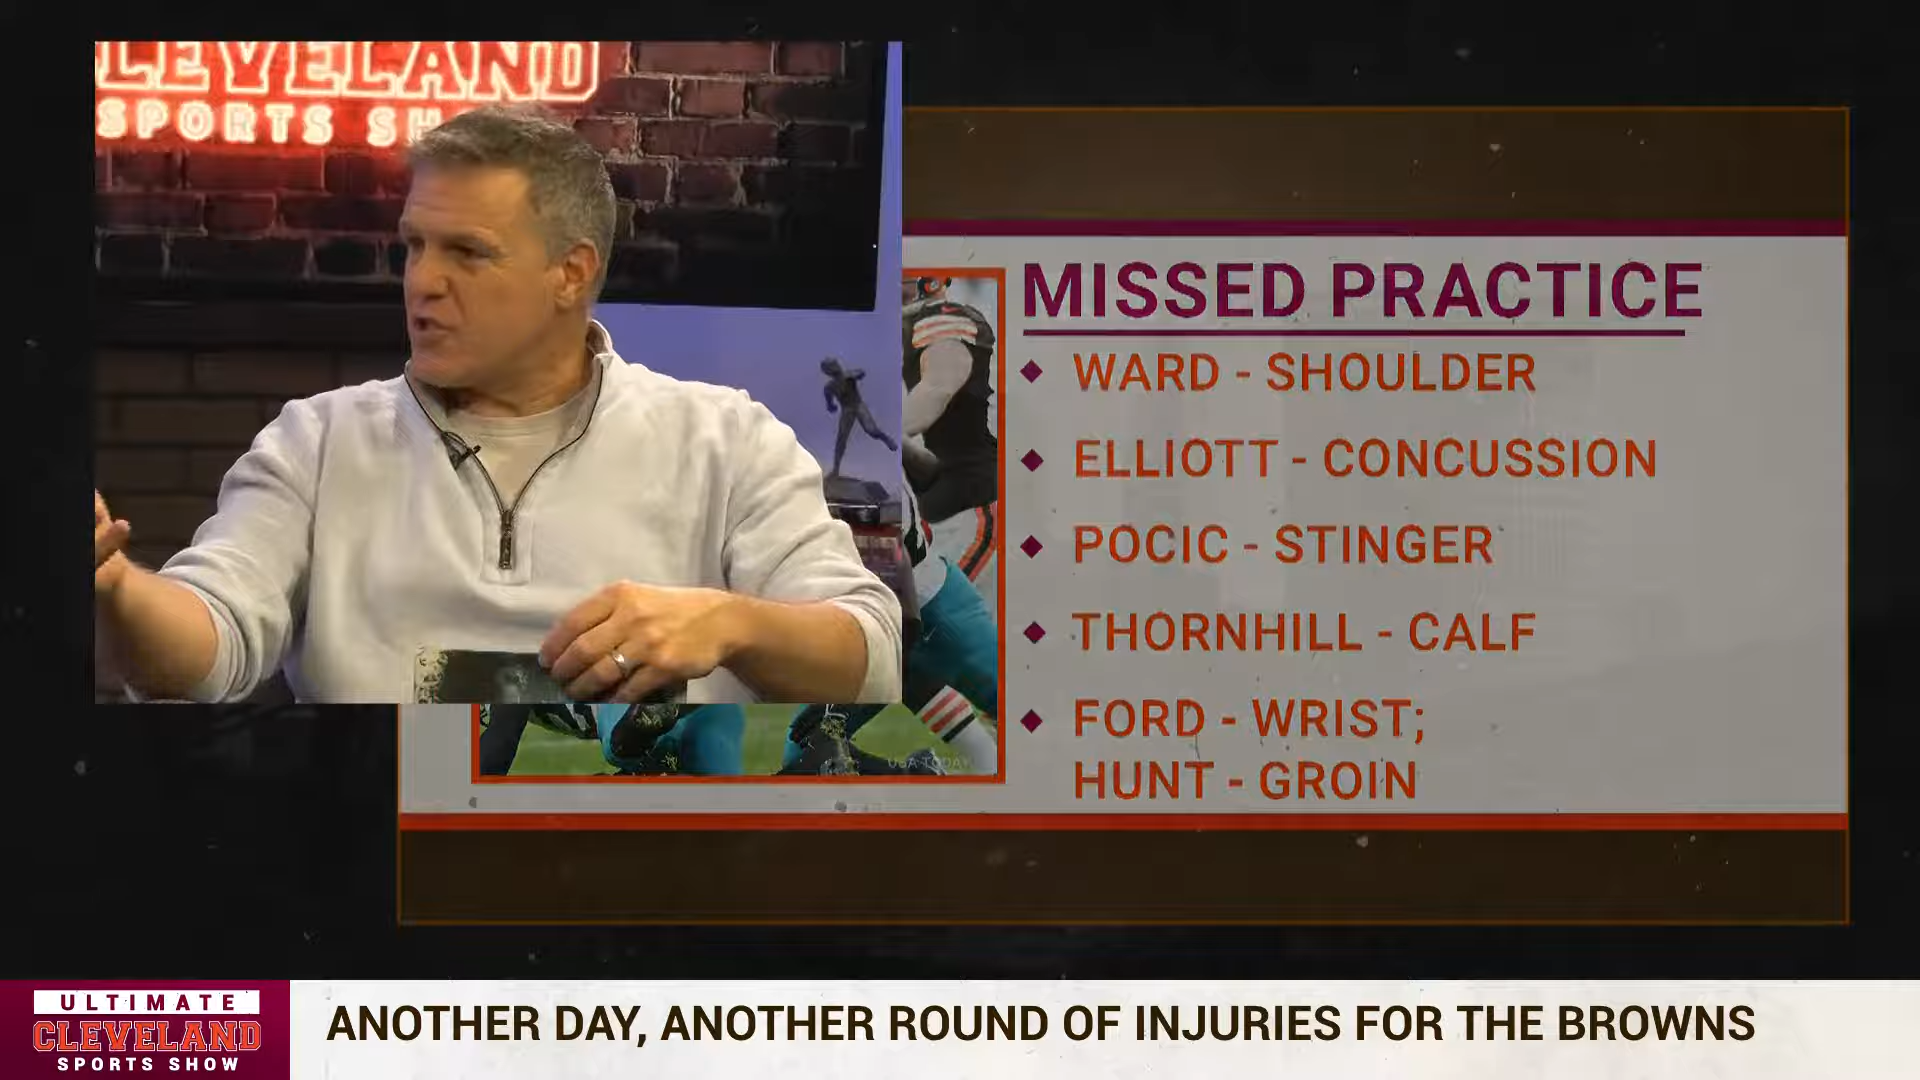 LEVELAND
SPORTS SH
MISSED PRACTICE
WARD - SHOULDER
ELLIOTT - CONCUSSION
POCIC - STINGER
THORNHILL - CALF
FORD - WRIST;
HUNT - GROIN
USA TODAY
ULTIMATE
CLEVELAND
SPORTS SHOW
ANOTHER DAY, ANOTHER ROUND OF INJURIES FOR THE BROWNS